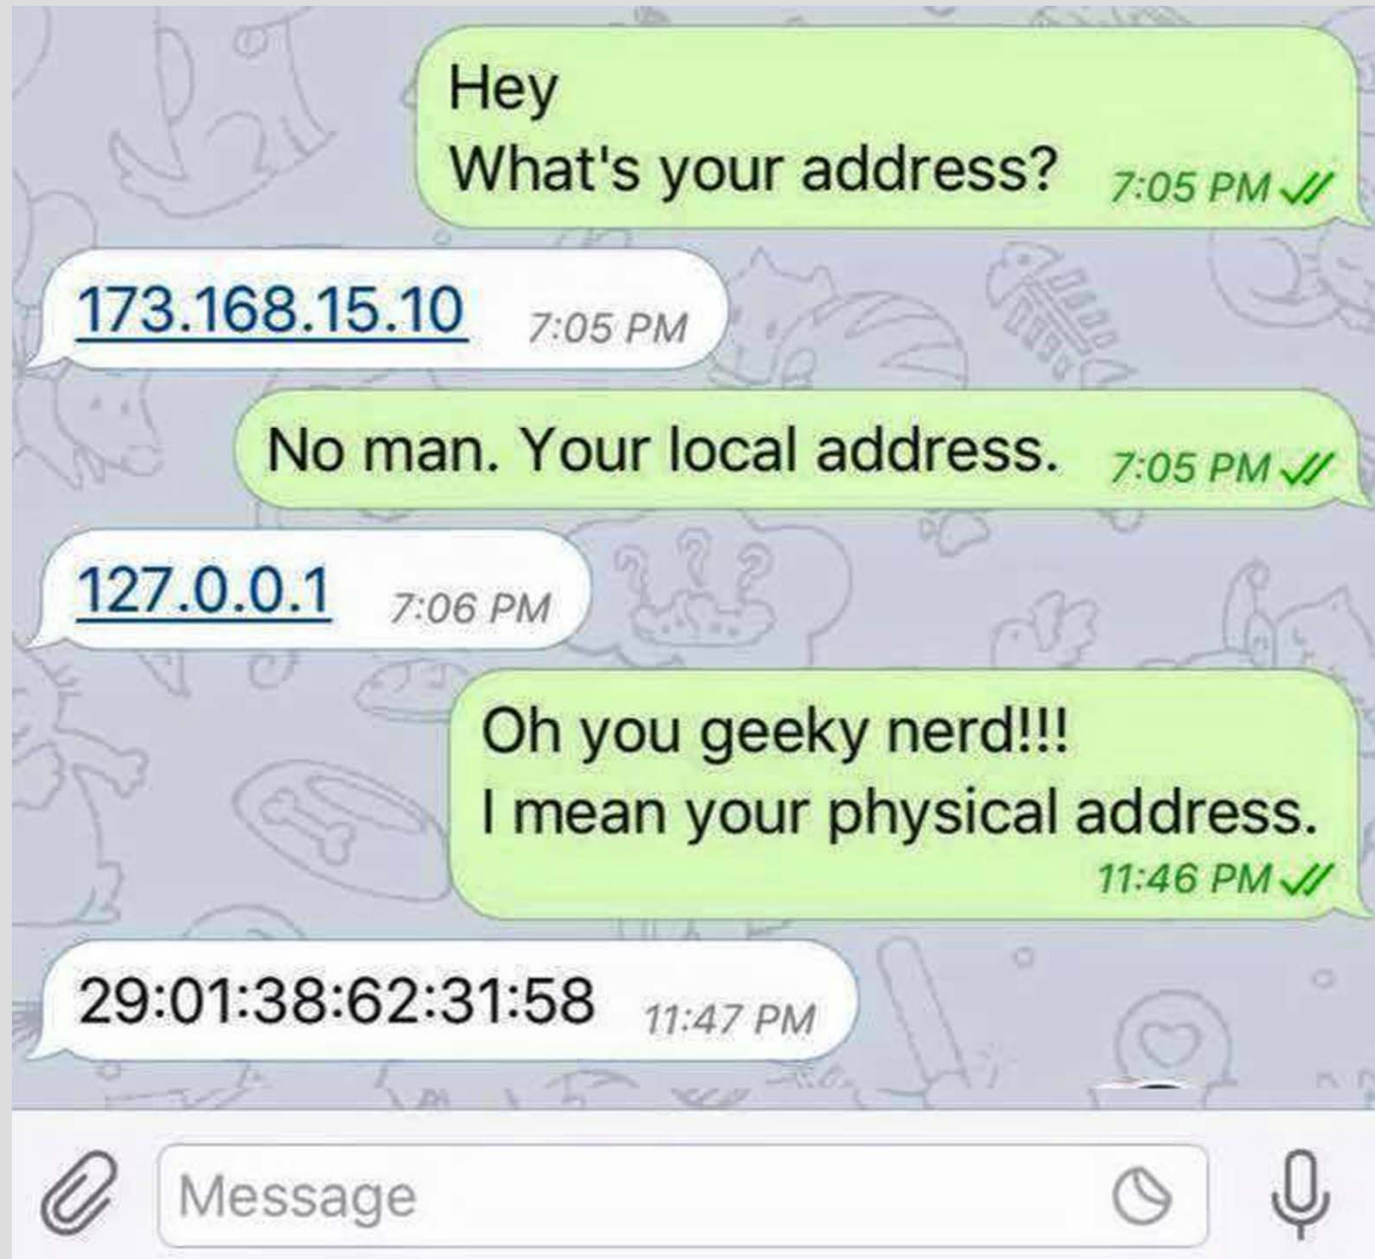 Hey
What's your address? 7:05 PM
173.168.15.10 7:05 PM
No man. Your local address. 7:05 PM
127.0.0.1 7:06 PM
Oh you geeky nerd!!!
I mean your physical address.
11:46 PM
29:01:38:62:31:58 11:47 PM
Message